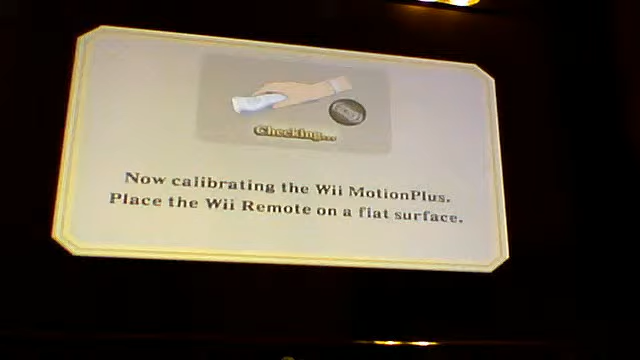 Checking...
Now calibrating the Wii MotionPlus.
Place the Wii Remote on a flat surface.